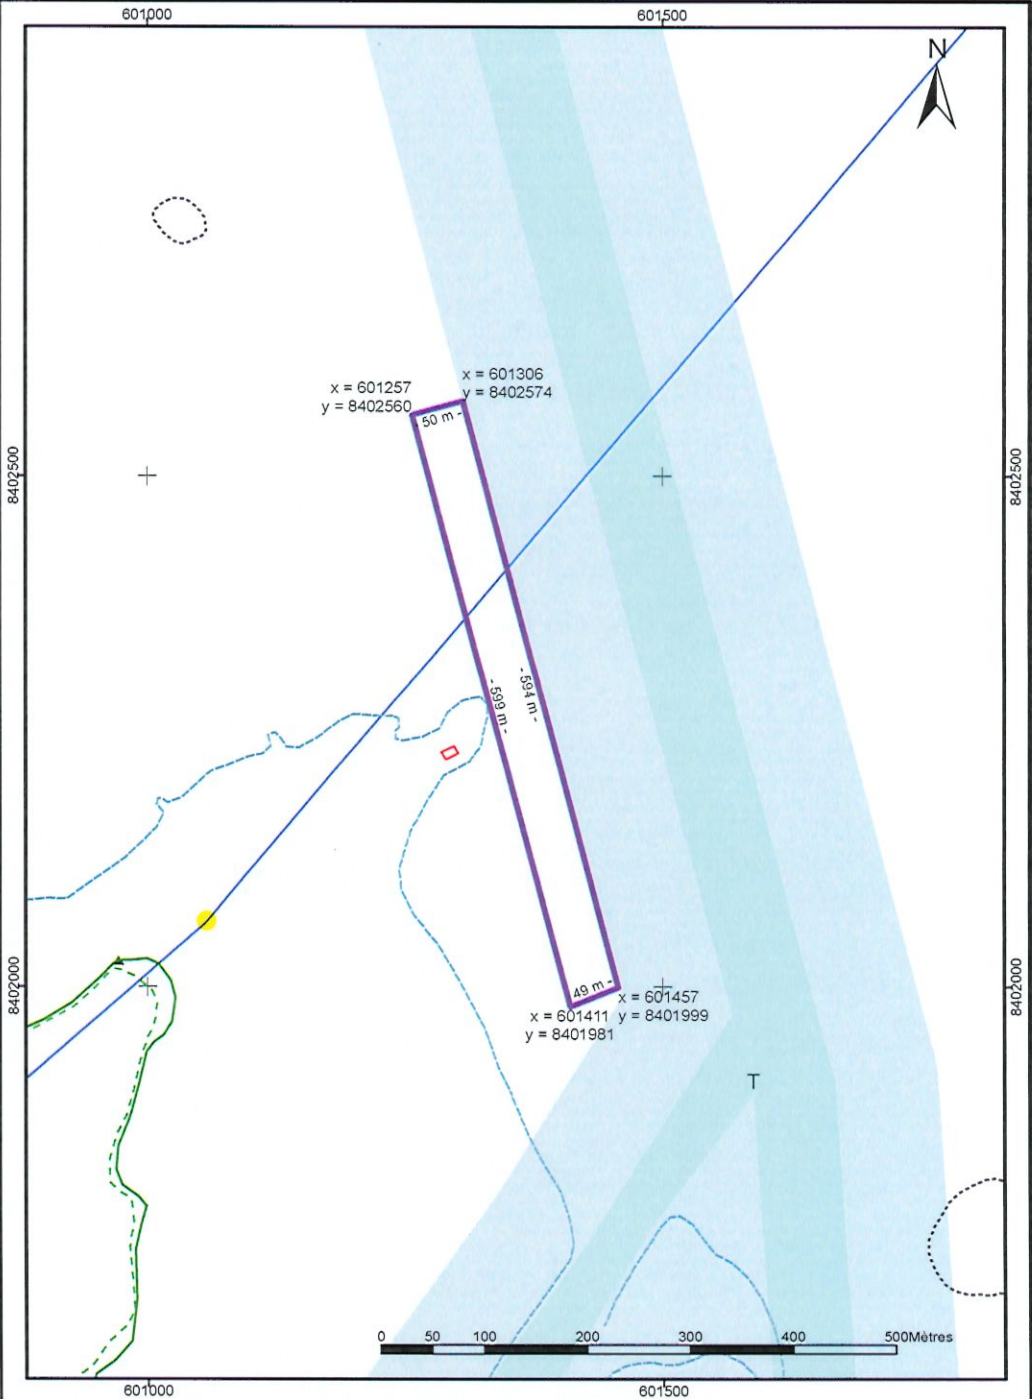 601000
601500
N
x = 601306
y = 8402574
x = 601257
y = 8402560
- 50 m -
8402500
8402500
- 599 m -
- 594 m -
8402000
8402000
49 m -
x = 601457
y = 8401999
x = 601411
y = 8401981
T
0 50 100 200 300 400 500Mètres
601000
601500